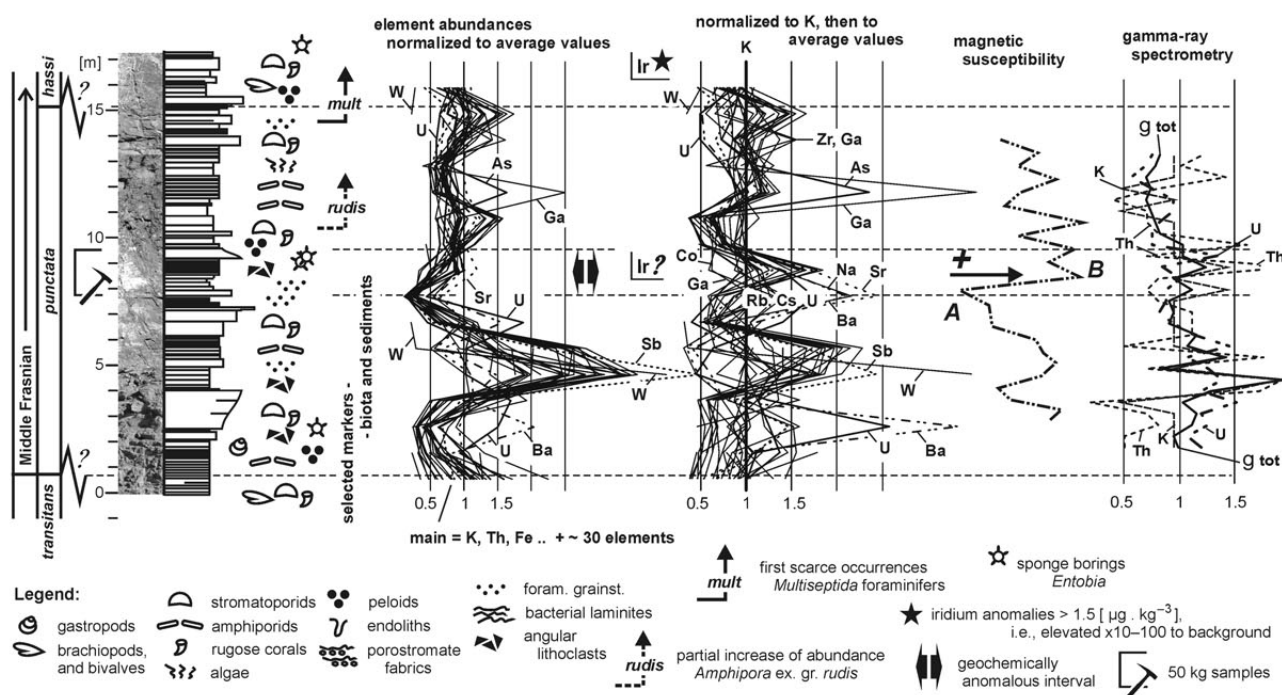 element abundances
normalized to average values
normalized to K, then to
average values
K
magnetic
susceptibility
gamma-ray
spectrometry
Middle Frasnian
hassi
punctata
transitans
?
?
[m]
15
10
5
0
mult
rudis
selected markers -
- biota and sediments
W
U
As
Ga
Sr
U
W
Sb
W
U
Ba
0.5
1
1.5
main = K, Th, Fe .. + ~ 30 elements
Ir
W
U
Zr, Ga
As
Ga
Ir ?
Co
Ga
Na
Sr
Rb
Cs
U
Ba
Sb
W
U
Ba
0.5
1
1.5
+
A
B
g tot
K
Th
U
Th
Th
K
U
g tot
0.5
1
1.5
Legend:
gastropods
brachiopods,
and bivalves
stromatoporids
amphiporids
rugose corals
algae
peloids
endoliths
porostromate
fabrics
foram. grainst.
bacterial laminites
angular
lithoclasts
mult
first scarce occurrences
Multiseptida foraminifers
rudis
partial increase of abundance
Amphipora ex. gr. rudis
sponge borings
Entobia
iridium anomalies > 1.5 [ µg . kg⁻³],
i.e., elevated x10–100 to background
geochemically
anomalous interval
50 kg samples